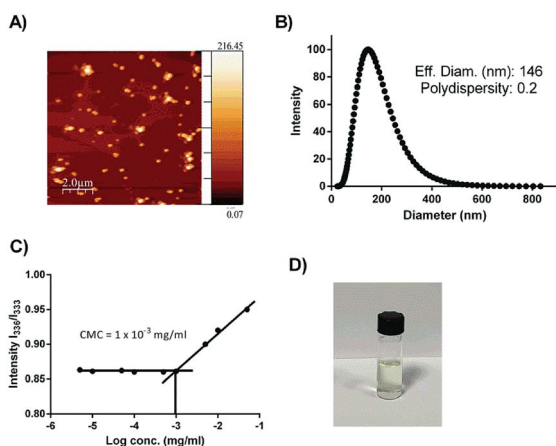 A)
216.45
2.0μm
0.07
B)
Eff. Diam. (nm): 146
Polydispersity: 0.2
Intensity
100
80
60
40
20
0
0 200 400 600 800
Diameter (nm)
C)
Intensity I336/I333
1.00
0.95
0.90
0.85
0.80
CMC = 1 x 10-3 mg/ml
-6 -5 -4 -3 -2 -1
Log conc. (mg/ml)
D)